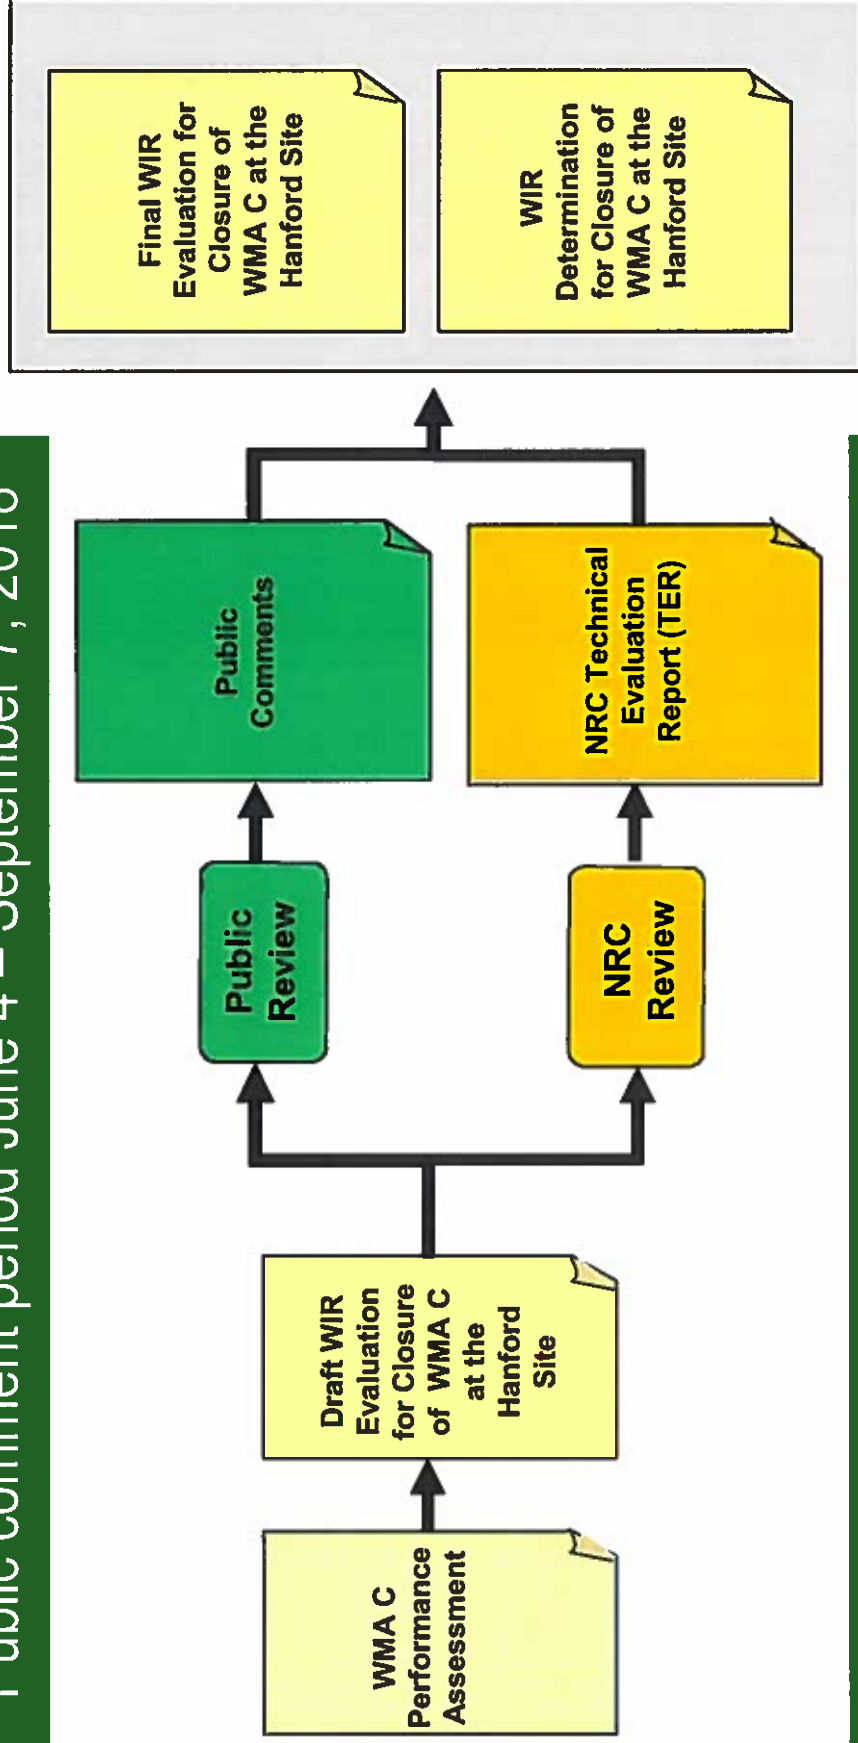 Public comment period June 4 – September 7,
WMA C
Performance
Assessment
Draft WIR
Evaluation
for Closure
of WMA C
at the
Hanford
Site
Public
Review
NRC
Review
Public
Comments
NRC Technical
Evaluation
Report (TER)
Final WIR
Evaluation for
Closure of
WMA C at the
Hanford Site
WIR
Determination
for Closure of
WMA C at the
Hanford Site